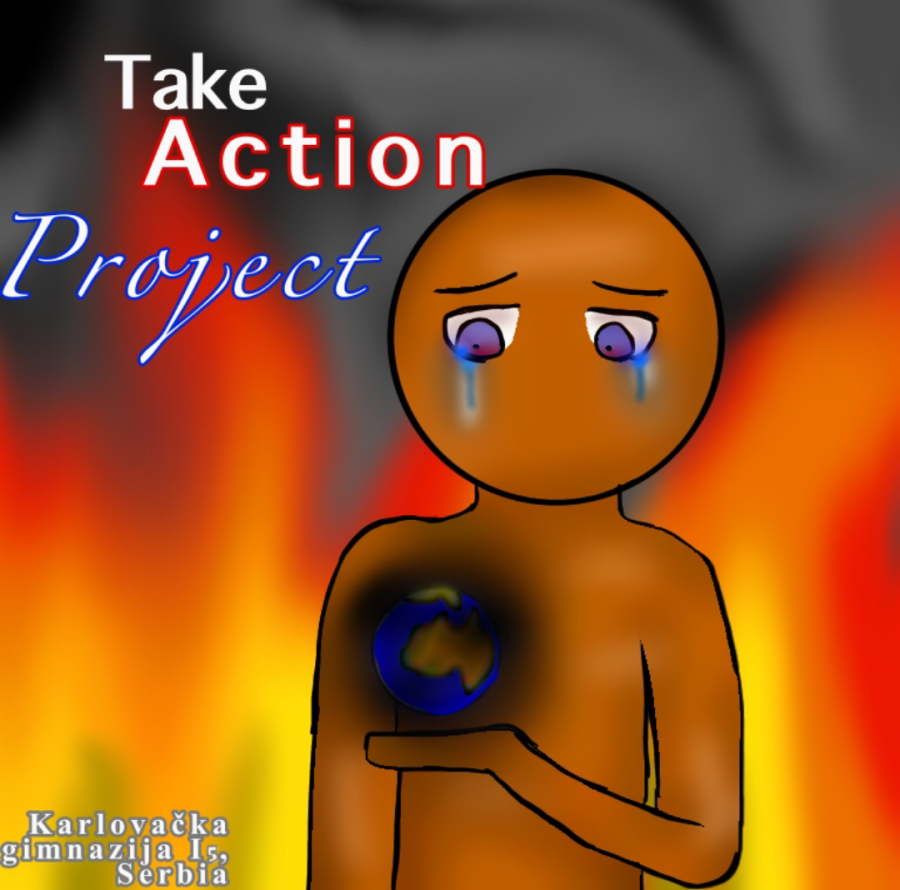 Take
Action
Project
Karlovačka
gimnazija I5,
Serbia